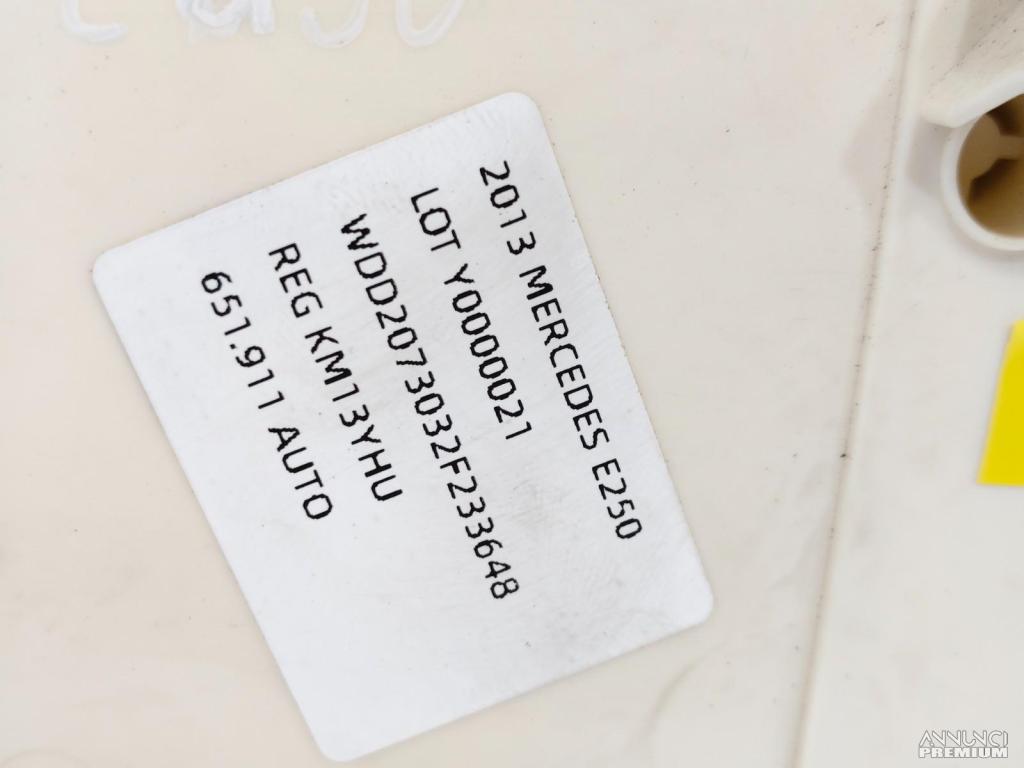 2013 MERCEDES E250
LOT Y0000021
WDD2073032F233648
REG KM13YHU
651.911 AUTO
ANNUNCI
PREMIUM